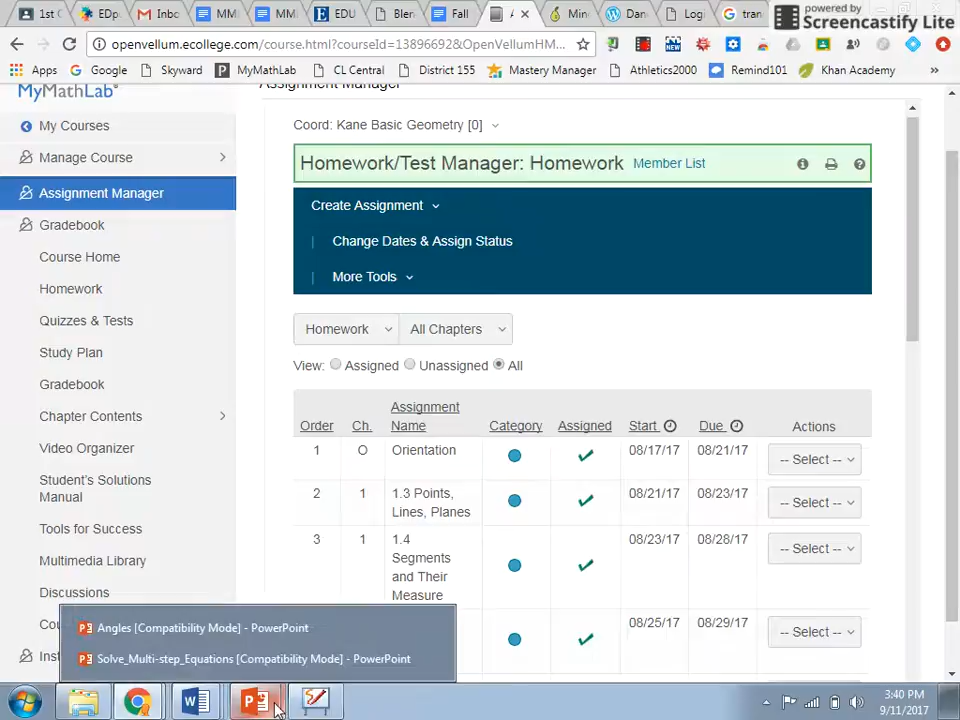 1st (
EDp
Inbc
MM
MM
EDU
Blen
Fall
A
Min
Dan
Logi
tran
powered by
Screencastify Lite
openvellum.ecollege.com/course.html?courseId=13896692&OpenVellumHM...
NEW
Apps
Google
Skyward
MyMathLab
CL Central
District 155
Mastery Manager
Athletics2000
Remind101
Khan Academy
»
MyMathLab®
Assignment Manager
My Courses
Manage Course
Assignment Manager
Gradebook
Course Home
Homework
Quizzes & Tests
Study Plan
Gradebook
Chapter Contents
Video Organizer
Student's Solutions
Manual
Tools for Success
Multimedia Library
Discussions
Cou
Inst
Coord: Kane Basic Geometry [0]
Homework/Test Manager: Homework Member List
Create Assignment
| Change Dates & Assign Status
| More Tools
Homework All Chapters
View: Assigned Unassigned All
Order Ch. Assignment Name Category Assigned Start Due Actions
1 O Orientation 08/17/17 08/21/17 -- Select --
2 1 1.3 Points, 08/21/17 08/23/17 -- Select --
Lines, Planes
3 1 1.4 08/23/17 08/28/17 -- Select --
Segments
and Their
Measure
08/25/17 08/29/17 -- Select --
Angles [Compatibility Mode] - PowerPoint
Solve_Multi-step_Equations [Compatibility Mode] - PowerPoint
3:40 PM
9/11/2017